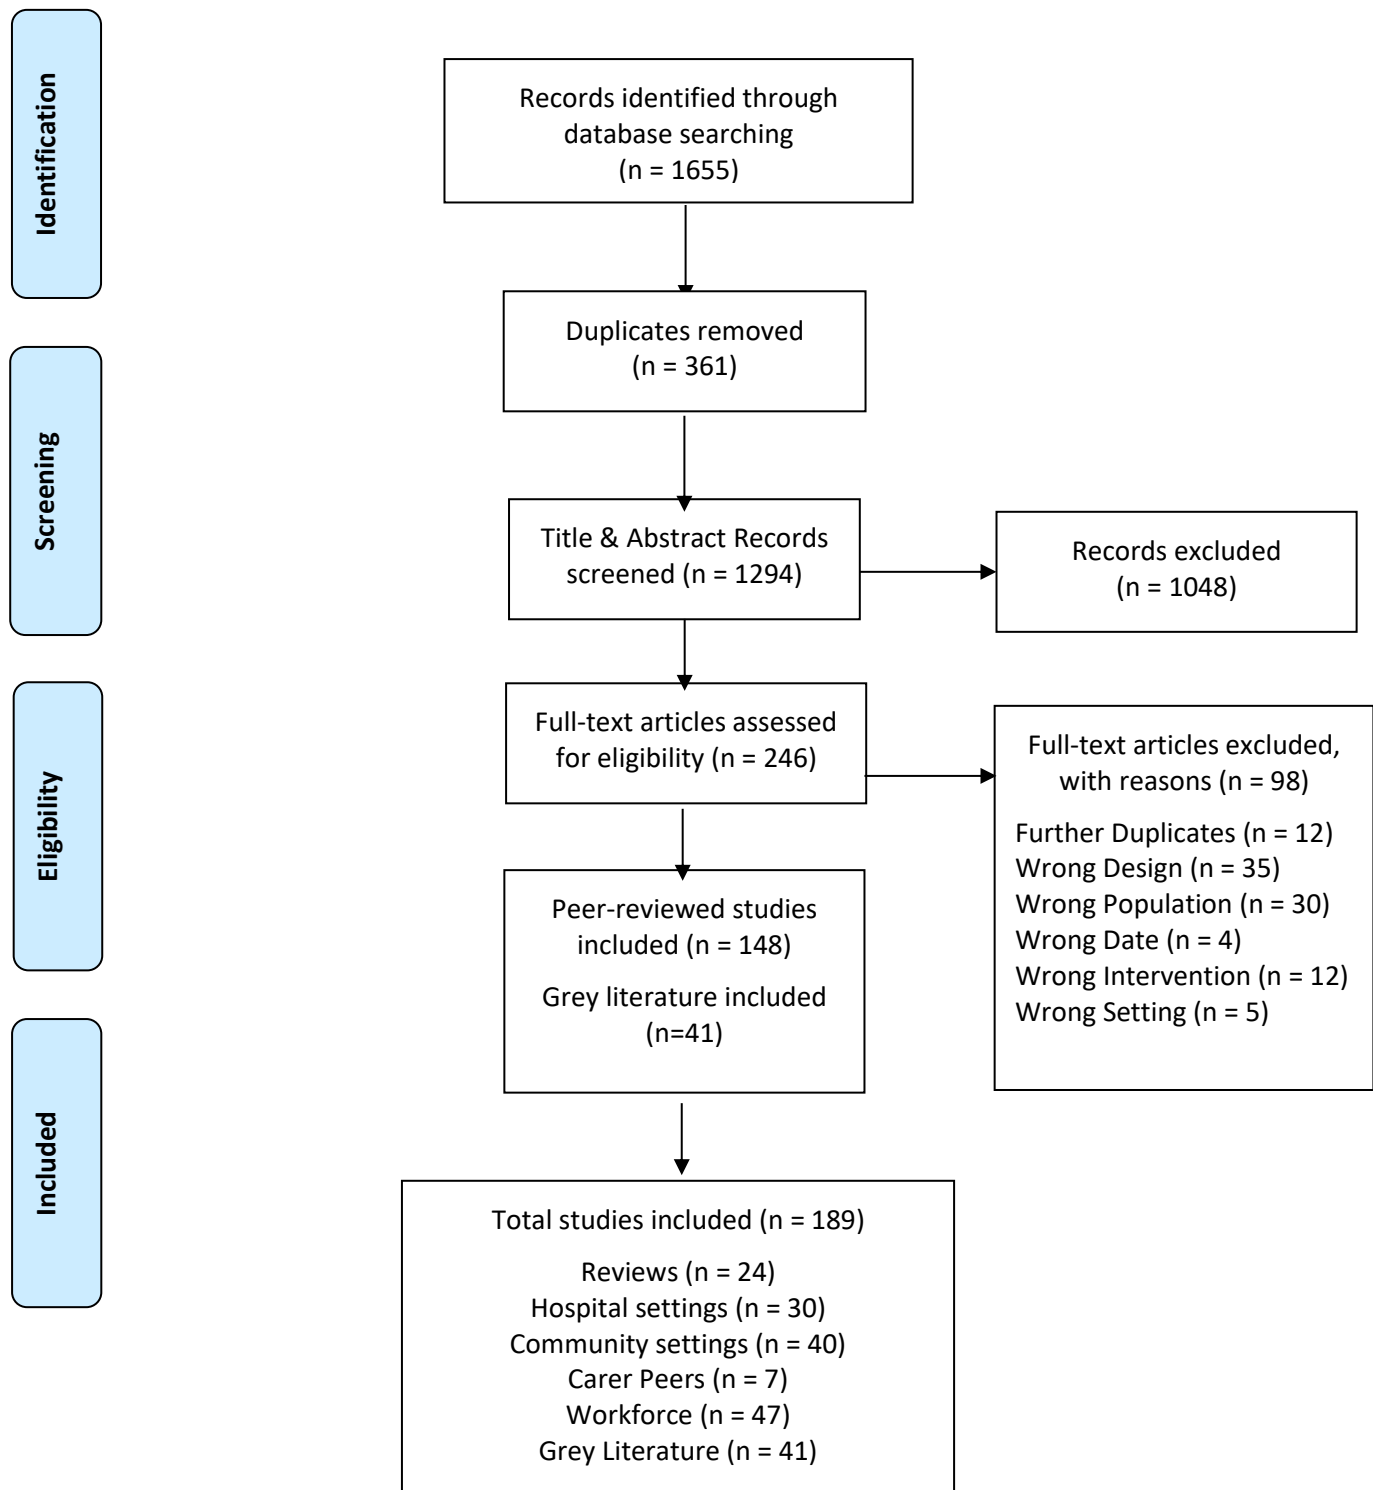 Identification
Records identified through
database searching
(n = 1655)
Duplicates removed
(n = 361)
Screening
Title & Abstract Records
screened (n = 1294)
Records excluded
(n = 1048)
Eligibility
Full-text articles assessed
for eligibility (n = 246)
Full-text articles excluded,
with reasons (n = 98)
Further Duplicates (n = 12)
Wrong Design (n = 35)
Wrong Population (n = 30)
Wrong Date (n = 4)
Wrong Intervention (n = 12)
Wrong Setting (n = 5)
Peer-reviewed studies
included (n = 148)
Grey literature included
(n=41)
Included
Total studies included (n = 189)
Reviews (n = 24)
Hospital settings (n = 30)
Community settings (n = 40)
Carer Peers (n = 7)
Workforce (n = 47)
Grey Literature (n = 41)